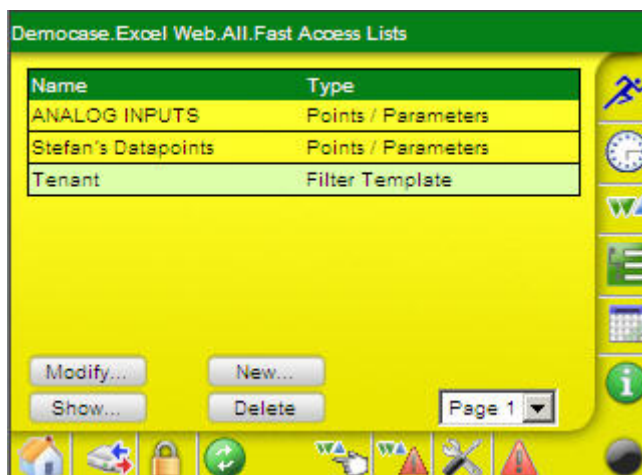 Democase.Excel Web.All.Fast Access Lists
Name Type
ANALOG INPUTS Points / Parameters
Stefan's Datapoints Points / Parameters
Tenant Filter Template
Modify... New...
Show... Delete Page 1